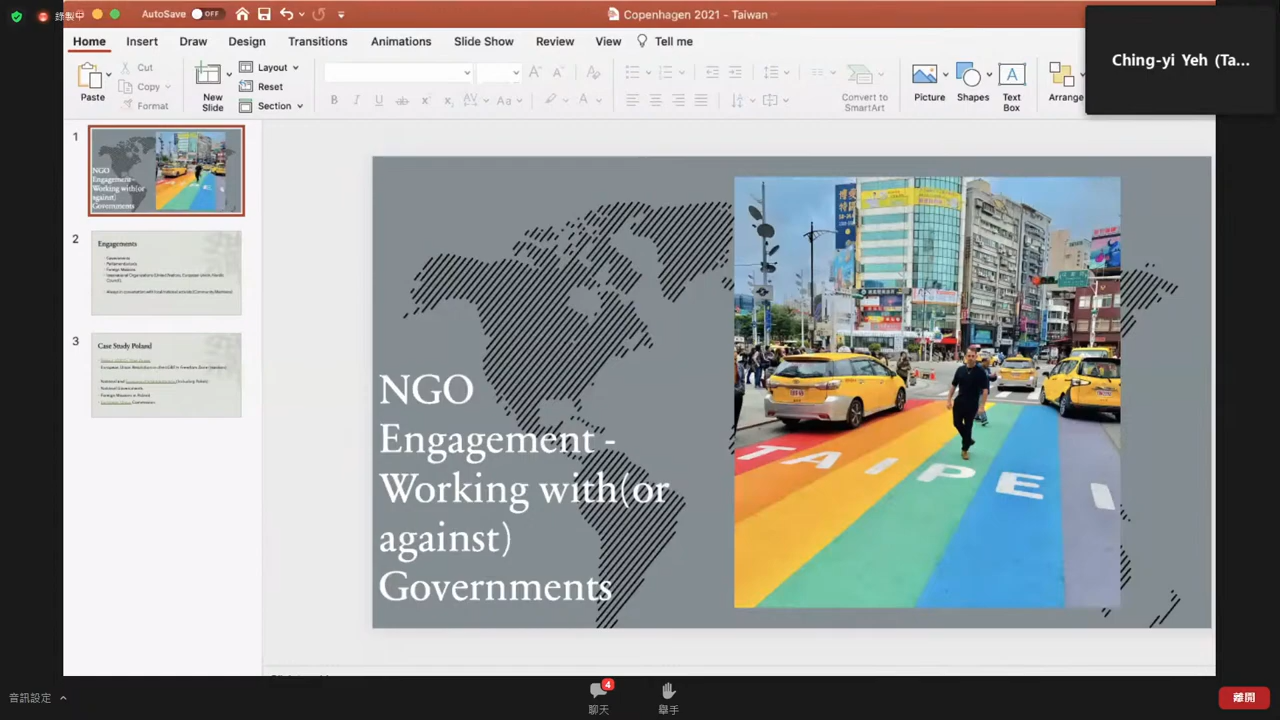 錄製中
AutoSave OFF
Copenhagen 2021 - Taiwan
Home Insert Draw Design Transitions Animations Slide Show Review View Tell me
Ching-yi Yeh (Ta...
Paste
Cut
Copy
Format
New
Slide
Layout
Reset
Section
Convert to
SmartArt
Picture
Shapes
Text
Box
Arrange
1
NGO
Engagement -
Working with(or
against)
Governments
2
Engagements
3
Case Study Poland
NGO
Engagement -
Working with(or
against)
Governments
TAIPEI
音訊設定
4
聊天
舉手
離開